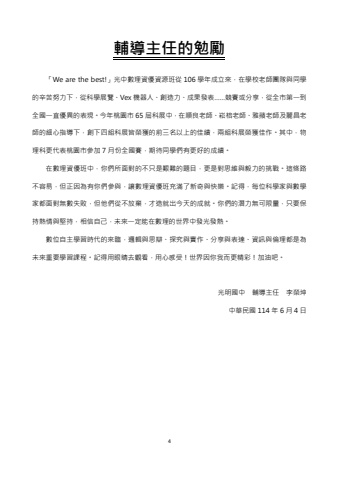 輔導主任的勉勵
「We are the best!」光中數理資優資源班從 106 學年成立來，在學校老師團隊與同學
的辛苦努力下，從科學展覽、Vex 機器人、創造力、成果發表……競賽或分享，從全市第一到
全國一直優異的表現。今年桃園市 65 屆科展中，在順良老師、崧柏老師、雅蘋老師及麗昌老
師的細心指導下，創下四組科展皆榮獲的前三名以上的佳績，兩組科展榮獲佳作。其中，物
理科更代表桃園市參加 7 月份全國賽，期待同學們有更好的成績。
在數理資優班中，你們所面對的不只是艱難的題目，更是對思維與毅力的挑戰。這條路
不容易，但正因為有你們參與，讓數理資優班充滿了新奇與快樂。記得，每位科學家與數學
家都面對無數失敗，但他們從不放棄，才造就出今天的成就。你們的潛力無可限量，只要保
持熱情與堅持，相信自己，未來一定能在數理的世界中發光發熱。
數位自主學習時代的來臨，邏輯與思辯、探究與實作、分享與表達、資訊與倫理都是為
未來重要學習課程。記得用眼睛去觀看，用心感受！世界因你我而更精彩！加油吧。
光明國中　輔導主任　李榮坤
中華民國 114 年 6 月 4 日
4